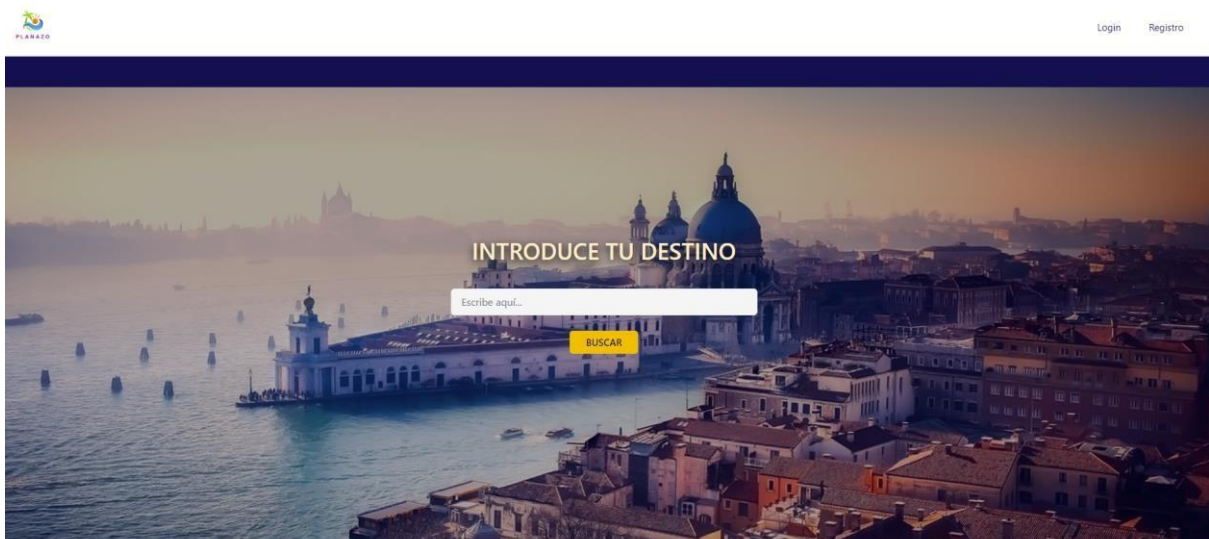 PLANAZO
Login
Registro
INTRODUCE TU DESTINO
Escribe aquí...
BUSCAR